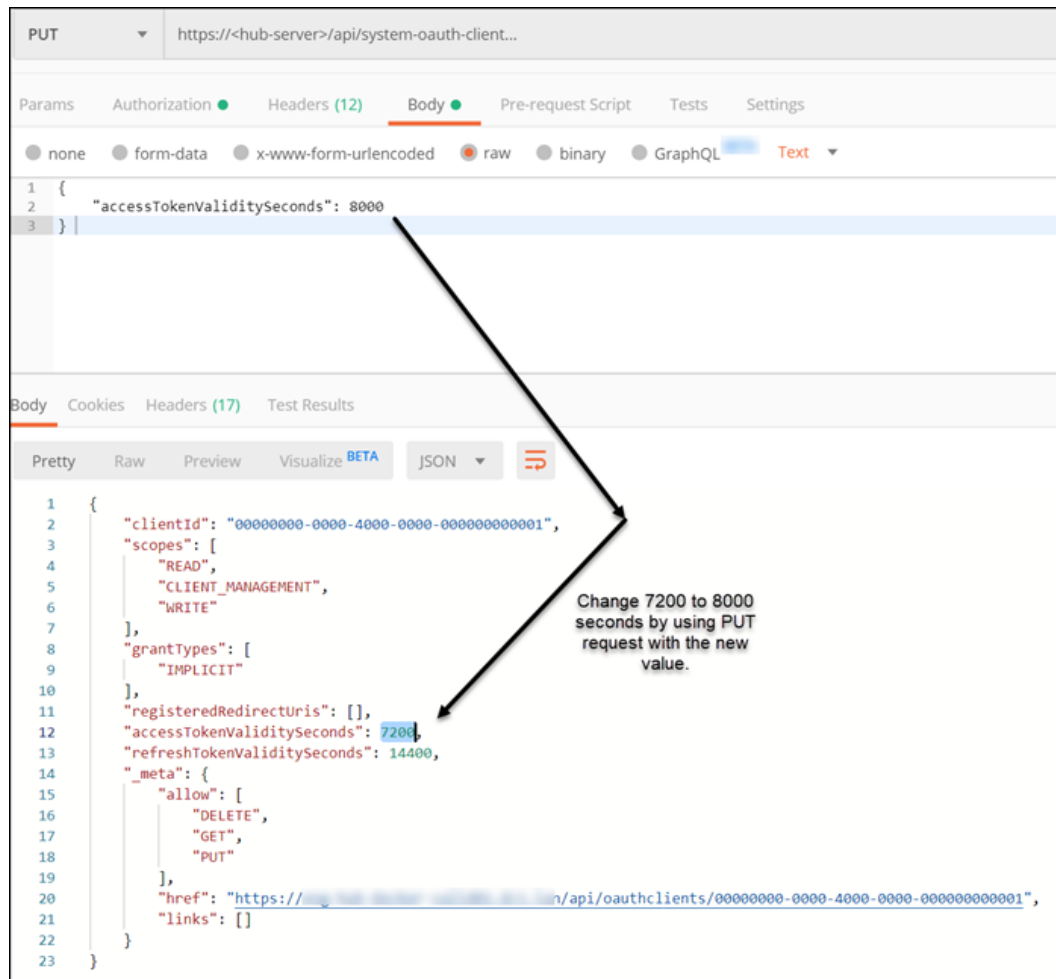 PUT https://<hub-server>/api/system-oauth-client...
Params Authorization Headers (12) Body Pre-request Script Tests Settings
none form-data x-www-form-urlencoded raw binary GraphQL Text
1 {
2 "accessTokenValiditySeconds": 8000
3 }
Body Cookies Headers (17) Test Results
Pretty Raw Preview Visualize BETA JSON
1 {
2 "clientId": "00000000-0000-4000-0000-000000000001",
3 "scopes": [
4 "READ",
5 "CLIENT_MANAGEMENT",
6 "WRITE"
7 ],
8 "grantTypes": [
9 "IMPLICIT"
10 ],
11 "registeredRedirectUris": [],
12 "accessTokenValiditySeconds": 7200,
13 "refreshTokenValiditySeconds": 14400,
14 "_meta": {
15 "allow": [
16 "DELETE",
17 "GET",
18 "PUT"
19 ],
20 "href": "https:// n/api/oauthclients/00000000-0000-4000-0000-000000000001",
21 "links": []
22 }
23 }
Change 7200 to 8000
seconds by using PUT
request with the new
value.